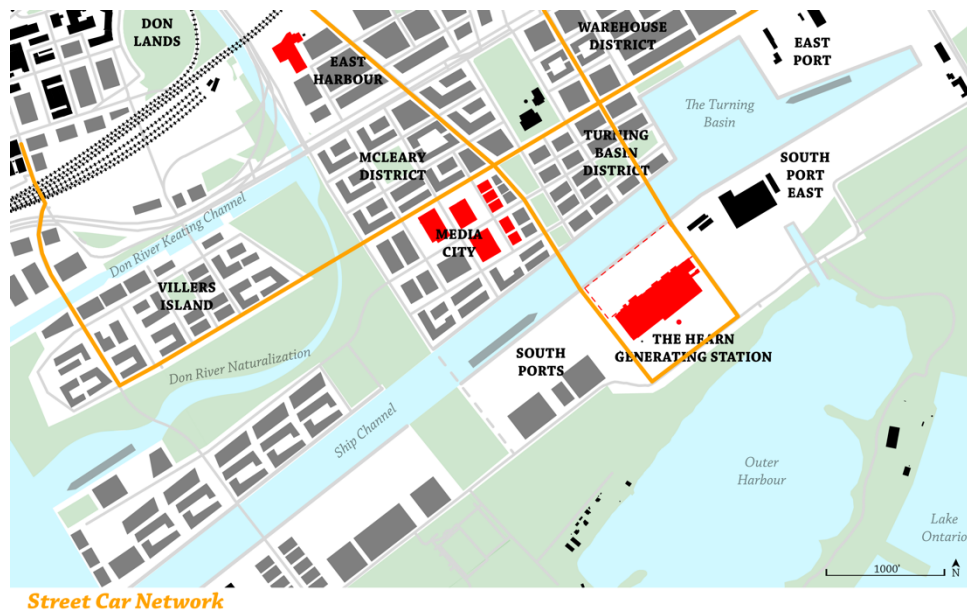 DON
LANDS
EAST
HARBOUR
WAREHOUSE
DISTRICT
EAST
PORT
The Turning
Basin
MCLEARY
DISTRICT
TURNING
BASIN
DISTRICT
SOUTH
PORT
EAST
Don River Keating Channel
MEDIA
CITY
VILLERS
ISLAND
THE HEARN
GENERATING STATION
SOUTH
PORTS
Don River Naturalization
Ship Channel
Outer
Harbour
Lake
Ontario
1000'
N
Street Car Network